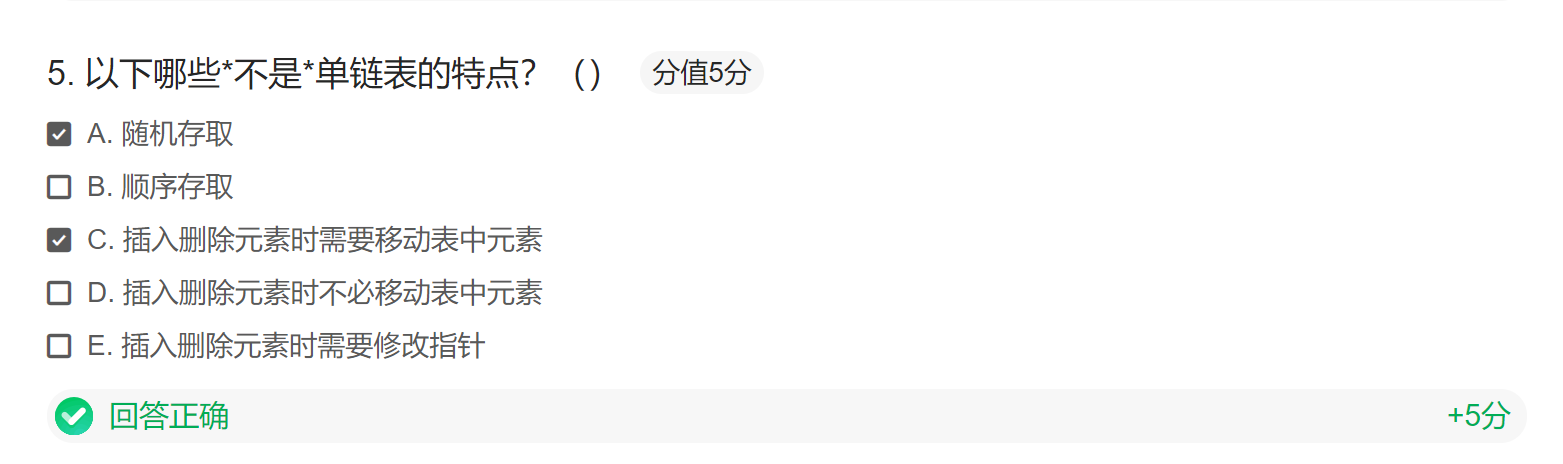 5. 以下哪些*不是*单链表的特点？ () 分值5分
A. 随机存取
B. 顺序存取
C. 插入删除元素时需要移动表中元素
D. 插入删除元素时不必移动表中元素
E. 插入删除元素时需要修改指针
回答正确 +5分